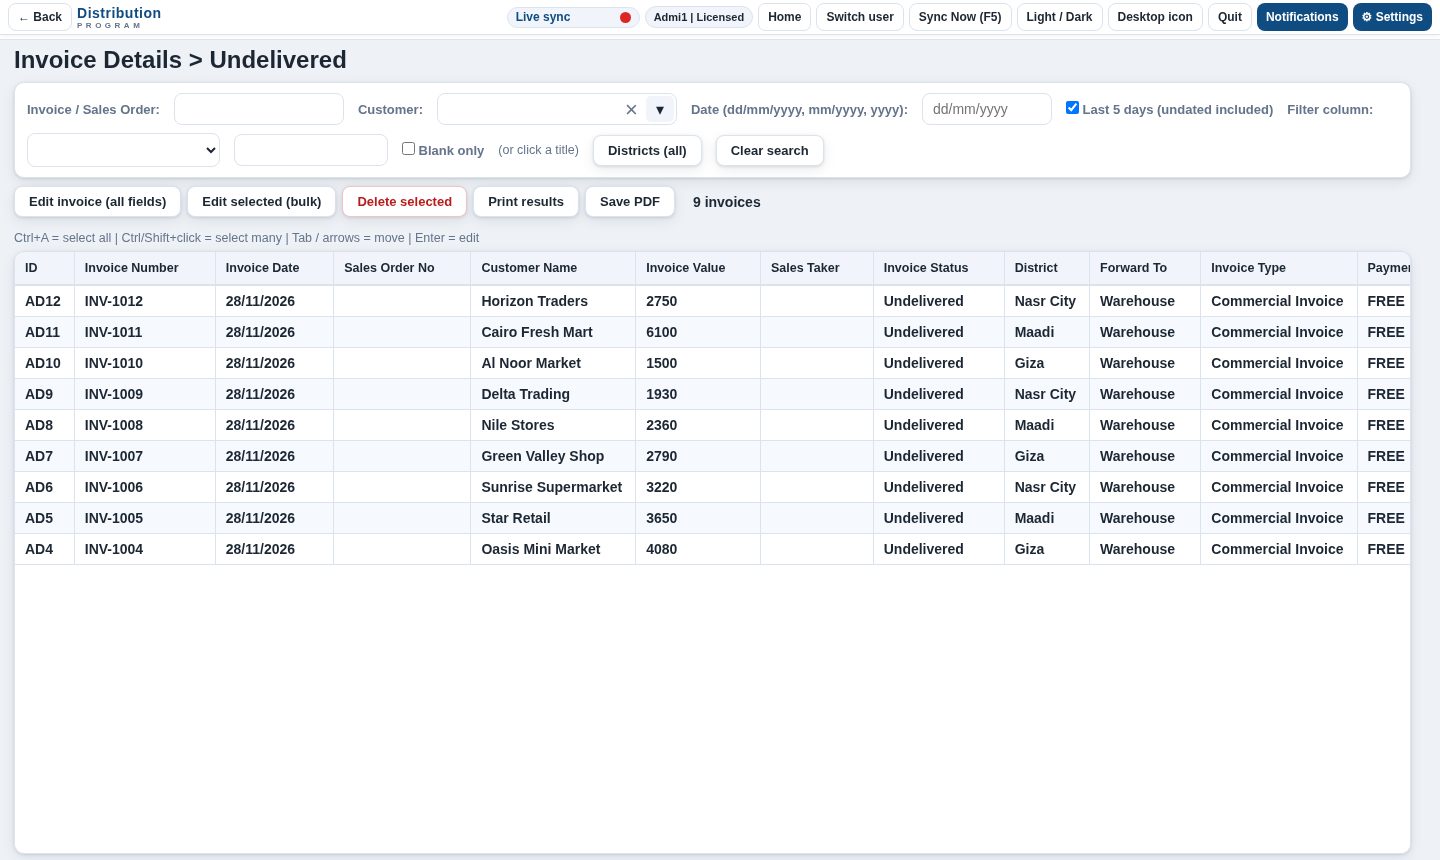 ← Back
Distribution
PROGRAM
Live sync
Admi1 | Licensed
Home
Switch user
Sync Now (F5)
Light / Dark
Desktop icon
Quit
Notifications
⚙ Settings
Invoice Details > Undelivered
Invoice / Sales Order:
Customer:
✕ ▼
Date (dd/mm/yyyy, mm/yyyy, yyyy):
dd/mm/yyyy
Last 5 days (undated included)
Filter column:
Blank only
(or click a title)
Districts (all)
Clear search
Edit invoice (all fields)
Edit selected (bulk)
Delete selected
Print results
Save PDF
9 invoices
Ctrl+A = select all | Ctrl/Shift+click = select many | Tab / arrows = move | Enter = edit
ID Invoice Number Invoice Date Sales Order No Customer Name Invoice Value Sales Taker Invoice Status District Forward To Invoice Type
AD12 INV-1012 28/11/2026 Horizon Traders 2750 Undelivered Nasr City Warehouse Commercial Invoice FREE
AD11 INV-1011 28/11/2026 Cairo Fresh Mart 6100 Undelivered Maadi Warehouse Commercial Invoice FREE
AD10 INV-1010 28/11/2026 Al Noor Market 1500 Undelivered Giza Warehouse Commercial Invoice FREE
AD9 INV-1009 28/11/2026 Delta Trading 1930 Undelivered Nasr City Warehouse Commercial Invoice FREE
AD8 INV-1008 28/11/2026 Nile Stores 2360 Undelivered Maadi Warehouse Commercial Invoice FREE
AD7 INV-1007 28/11/2026 Green Valley Shop 2790 Undelivered Giza Warehouse Commercial Invoice FREE
AD6 INV-1006 28/11/2026 Sunrise Supermarket 3220 Undelivered Nasr City Warehouse Commercial Invoice FREE
AD5 INV-1005 28/11/2026 Star Retail 3650 Undelivered Maadi Warehouse Commercial Invoice FREE
AD4 INV-1004 28/11/2026 Oasis Mini Market 4080 Undelivered Giza Warehouse Commercial Invoice FREE